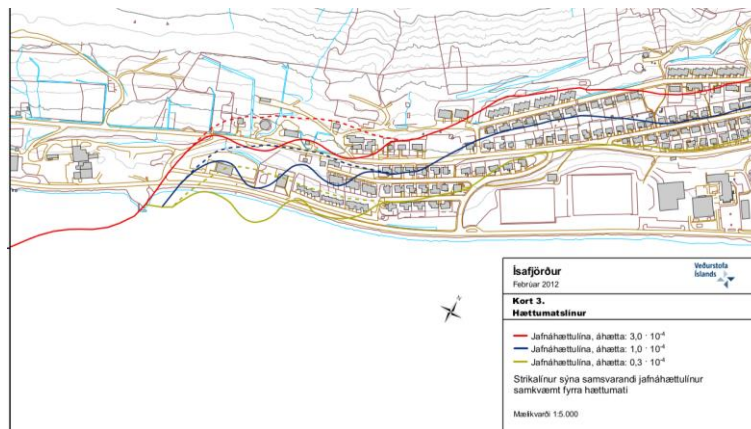 Ísafjörður
Febrúar 2012
Veðurstofa
Íslands
Kort 3.
Hættumatslínur
Jafnáhættulína, áhætta: 3,0 · 10⁻⁴
Jafnáhættulína, áhætta: 1,0 · 10⁻⁴
Jafnáhættulína, áhætta: 0,3 · 10⁻⁴
Strikalínur sýna samsvarandi jafnáhættulínur
samkvæmt fyrra hættumati
Mælikvarði 1:5.000
N